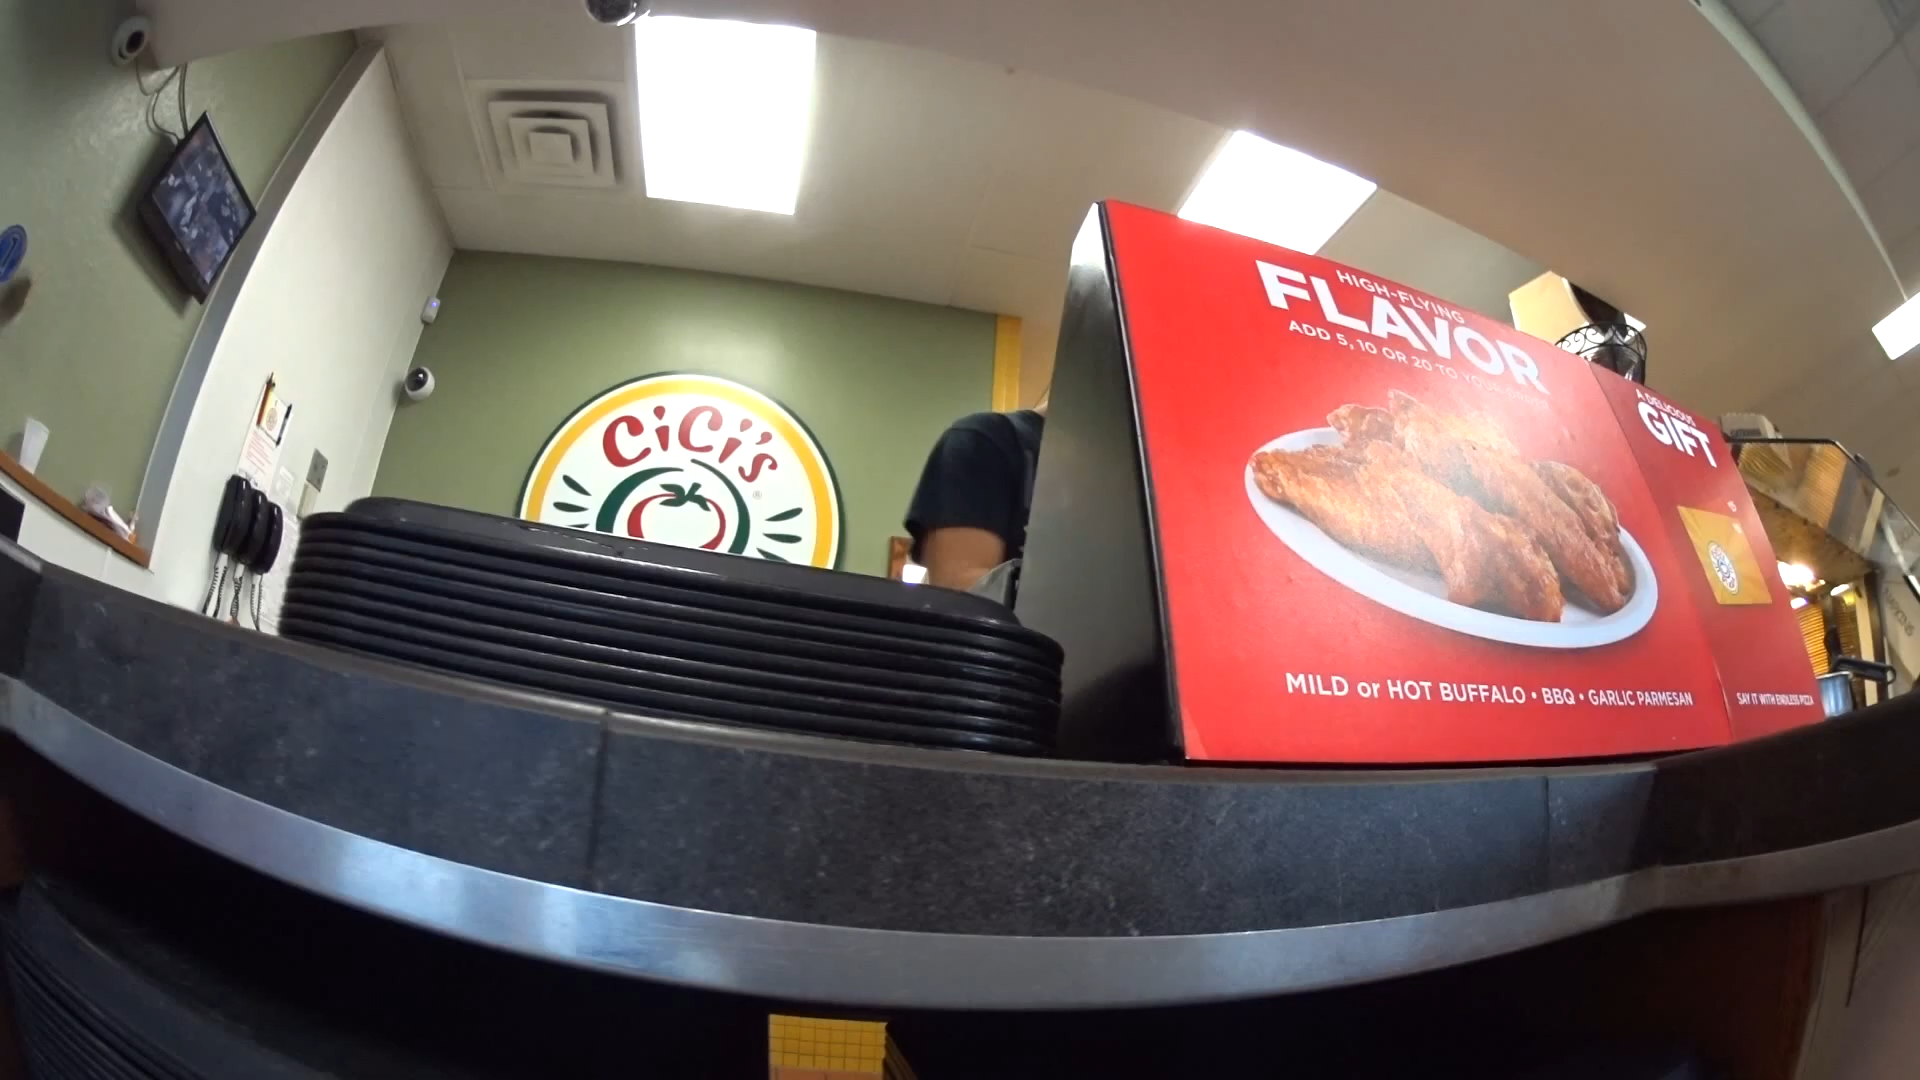 CiCi's
HIGH-FLYING
FLAVOR
ADD 5, 10 OR 20 TO YOUR
MILD or HOT BUFFALO • BBQ • GARLIC PARMESAN
A DELICIOUS
GIFT
SAY IT WITH ENDLESS PIZZA